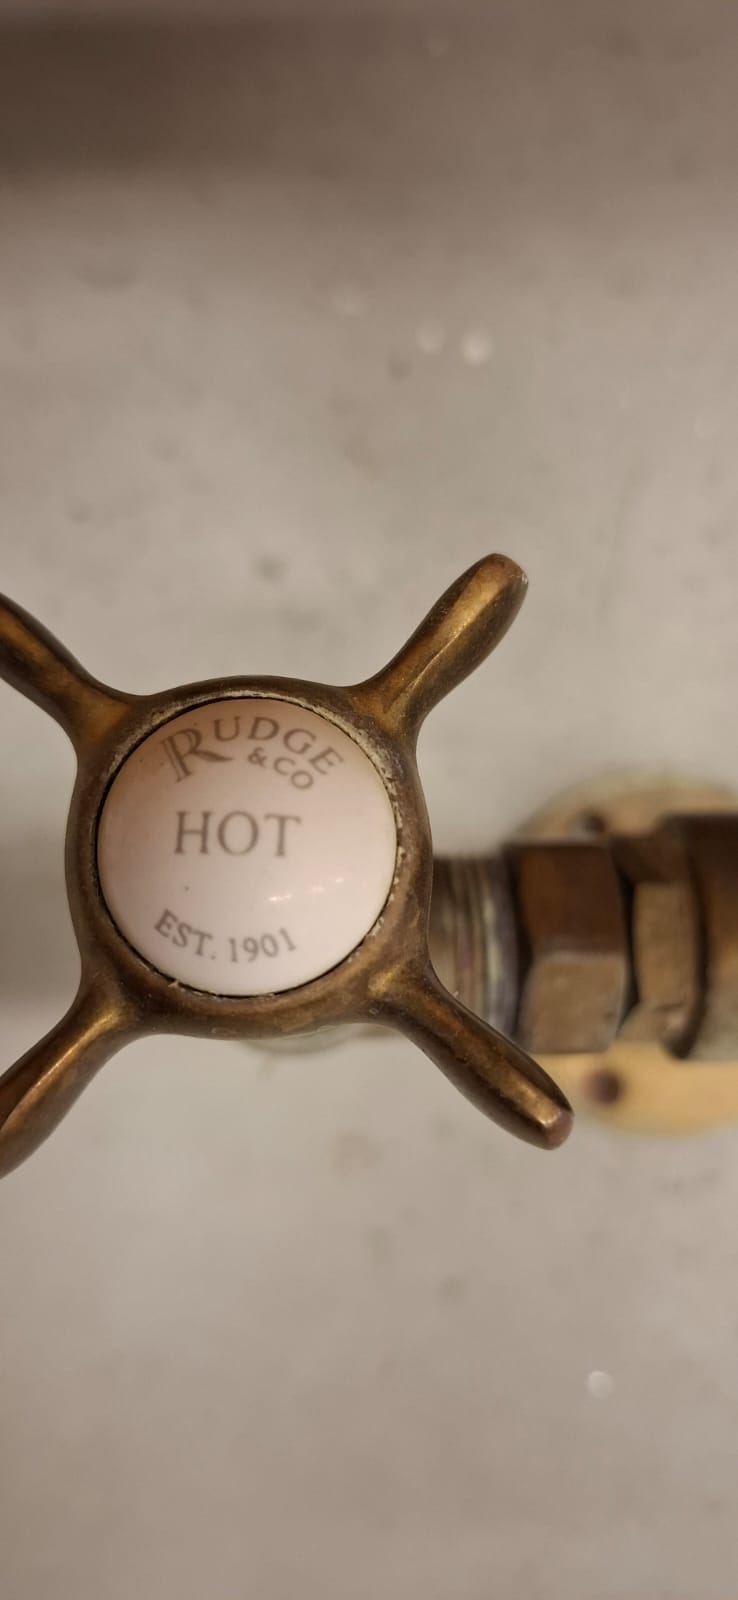 RUDGE
& CO
HOT
EST. 1901